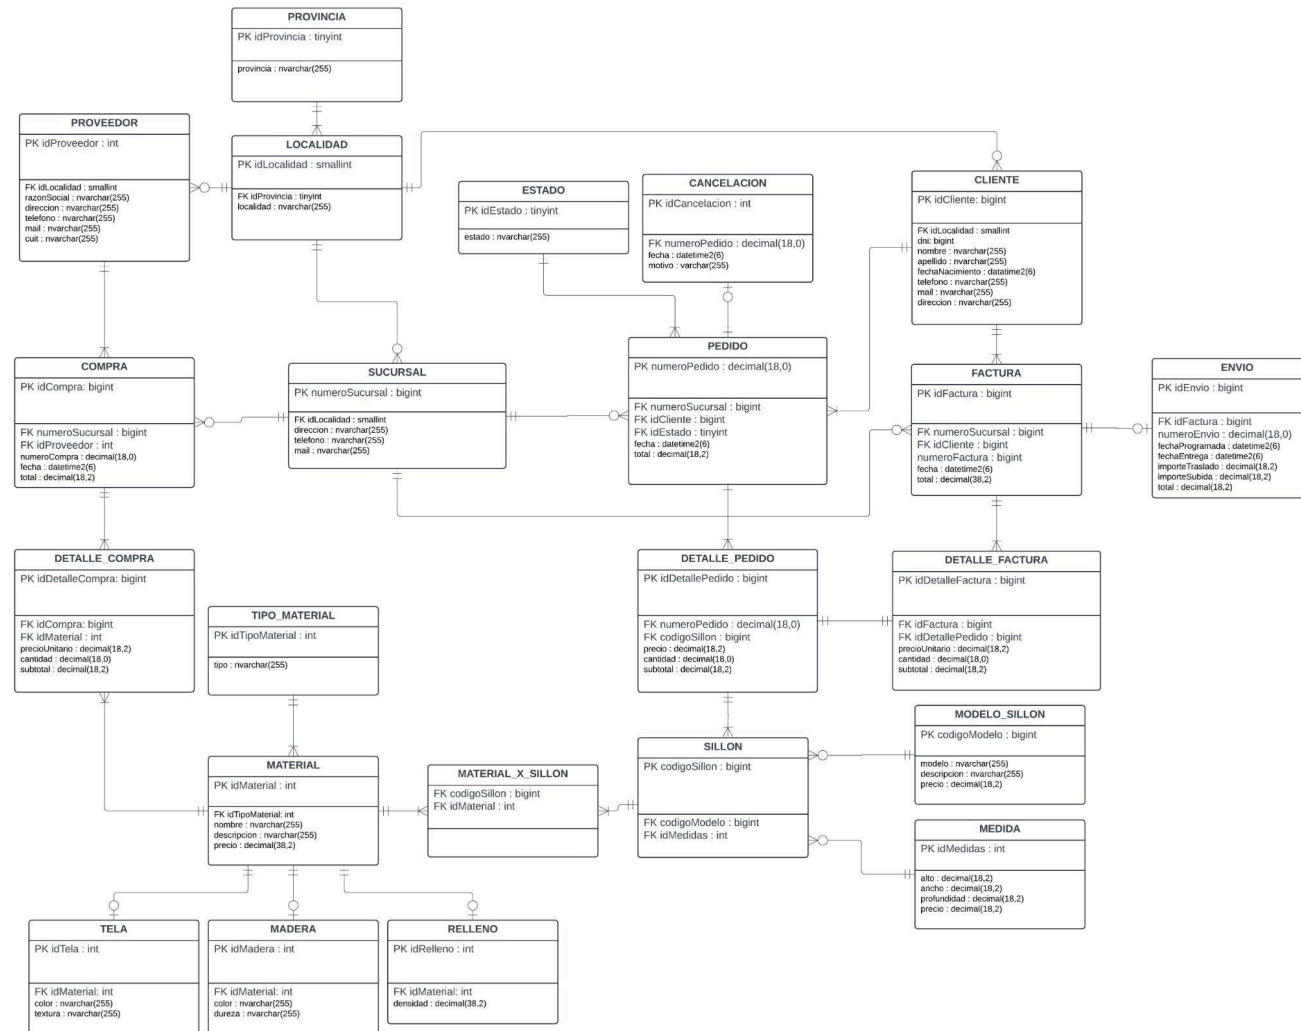 PROVINCIA
PK idProvincia : tinyint
provincia : nvarchar(255)
PROVEEDOR
PK idProveedor : int
FK idLocalidad : smallint
razonSocial : nvarchar(255)
direccion : nvarchar(255)
telefono : nvarchar(255)
mail : nvarchar(255)
cuit : nvarchar(255)
LOCALIDAD
PK idLocalidad : smallint
FK idProvincia : tinyint
localidad : nvarchar(255)
ESTADO
PK idEstado : tinyint
estado : nvarchar(255)
CANCELACION
PK idCancelacion : int
FK numeroPedido : decimal(18,0)
fecha : datetime2(6)
motivo : varchar(255)
CLIENTE
PK idCliente: bigint
FK idLocalidad : smallint
dni: bigint
nombre : nvarchar(255)
apellido : nvarchar(255)
fechaNacimiento : datatime2(6)
telefono : nvarchar(255)
mail : nvarchar(255)
direccion : nvarchar(255)
COMPRA
PK idCompra: bigint
FK numeroSucursal : bigint
FK idProveedor : int
numeroCompra : decimal(18,0)
fecha : datetime2(6)
total : decimal(18,2)
SUCURSAL
PK numeroSucursal : bigint
FK idLocalidad : smallint
direccion : nvarchar(255)
telefono : nvarchar(255)
mail : nvarchar(255)
PEDIDO
PK numeroPedido : decimal(18,0)
FK numeroSucursal : bigint
FK idCliente : bigint
FK idEstado : tinyint
fecha : datetime2(6)
total : decimal(18,2)
FACTURA
PK idFactura : bigint
FK numeroSucursal : bigint
FK idCliente : bigint
numeroFactura : bigint
fecha : datetime2(6)
total : decimal(38,2)
ENVIO
PK idEnvio : bigint
FK idFactura : bigint
numeroEnvio : decimal(18,0)
fechaProgramada : datetime2(6)
fechaEntrega : datetime2(6)
importeTraslado : decimal(18,2)
importeSubida : decimal(18,2)
total : decimal(18,2)
DETALLE_COMPRA
PK idDetalleCompra: bigint
FK idCompra: bigint
FK idMaterial : int
precioUnitario : decimal(18,2)
cantidad : decimal(18,0)
subtotal : decimal(18,2)
TIPO_MATERIAL
PK idTipoMaterial : int
tipo : nvarchar(255)
DETALLE_PEDIDO
PK idDetallePedido : bigint
FK numeroPedido : decimal(18,0)
FK codigoSillon : bigint
precio : decimal(18,2)
cantidad : decimal(18,0)
subtotal : decimal(18,2)
DETALLE_FACTURA
PK idDetalleFactura : bigint
FK idFactura : bigint
FK idDetallePedido : bigint
precioUnitario : decimal(18,2)
cantidad : decimal(18,0)
subtotal : decimal(18,2)
MATERIAL
PK idMaterial : int
FK idTipoMaterial: int
nombre : nvarchar(255)
descripcion : nvarchar(255)
precio : decimal(38,2)
MATERIAL_X_SILLON
FK codigoSillon : bigint
FK idMaterial : int
SILLON
PK codigoSillon : bigint
FK codigoModelo : bigint
FK idMedidas : int
MODELO_SILLON
PK codigoModelo : bigint
modelo : nvarchar(255)
descripcion : nvarchar(255)
precio : decimal(18,2)
MEDIDA
PK idMedidas : int
alto : decimal(18,2)
ancho : decimal(18,2)
profundidad : decimal(18,2)
precio : decimal(18,2)
TELA
PK idTela : int
FK idMaterial: int
color : nvarchar(255)
textura : nvarchar(255)
MADERA
PK idMadera : int
FK idMaterial: int
color : nvarchar(255)
dureza : nvarchar(255)
RELLENO
PK idRelleno : int
FK idMaterial: int
densidad : decimal(38,2)